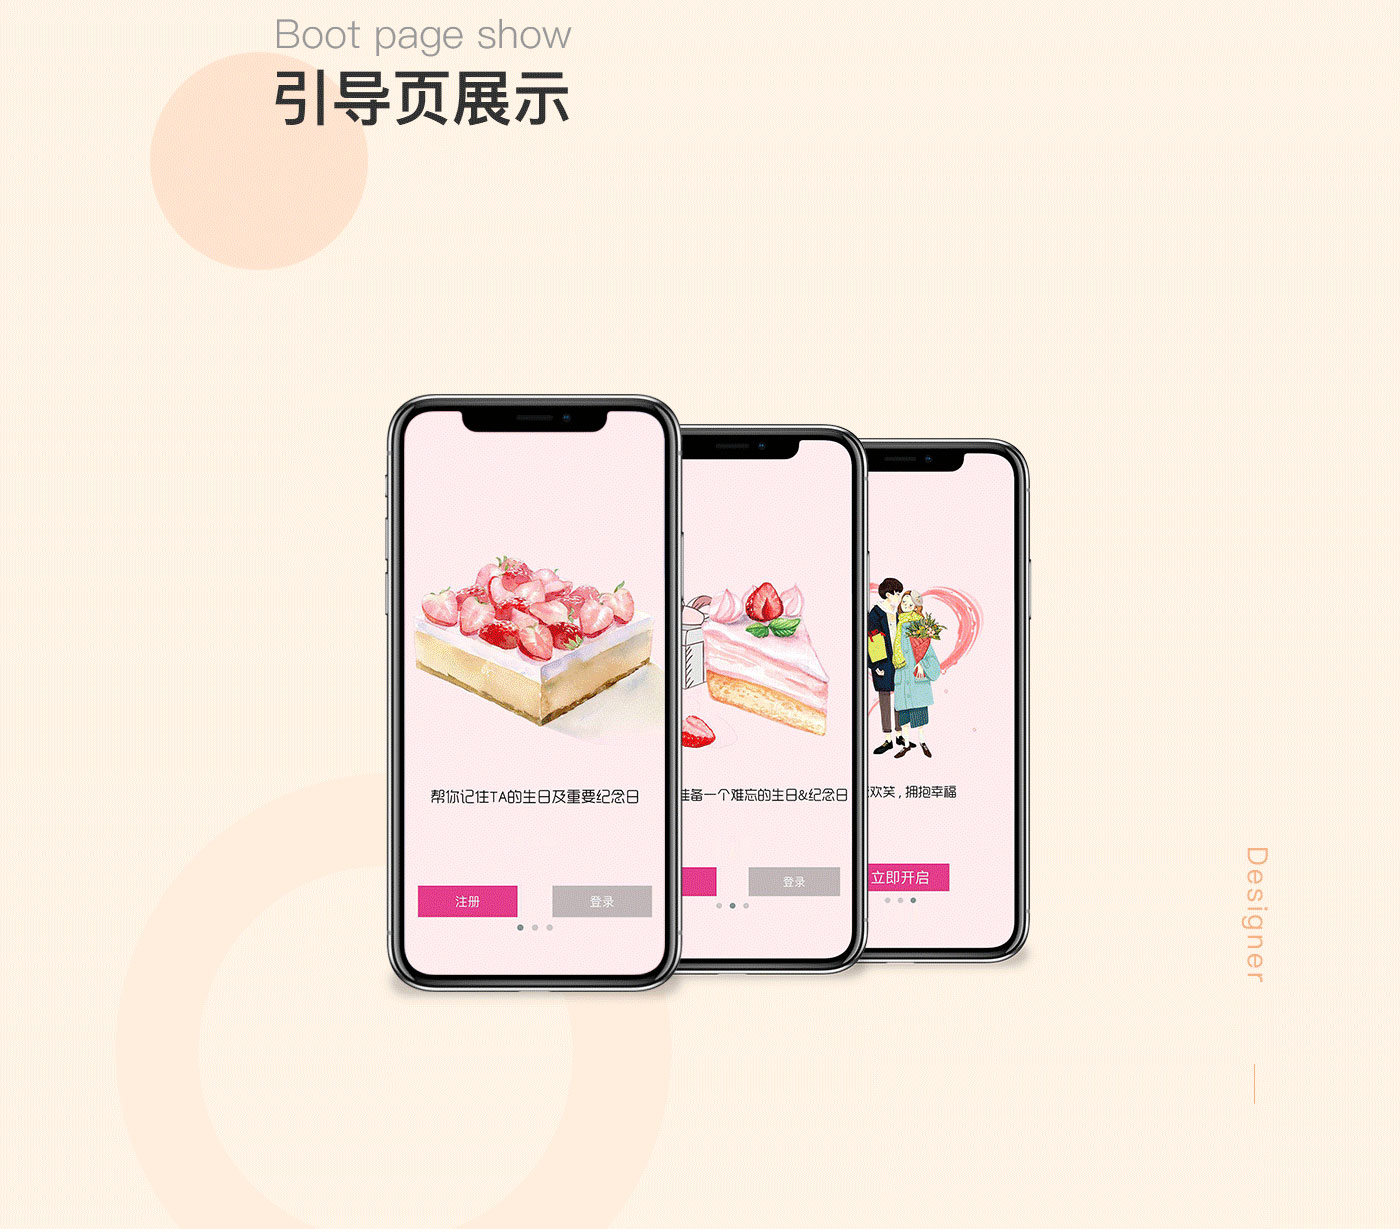 Boot page show
引导页展示
帮你记住TA的生日及重要纪念日
注册
登录
准备一个难忘的生日&纪念日
登录
欢笑，拥抱幸福
立即开启
Designer